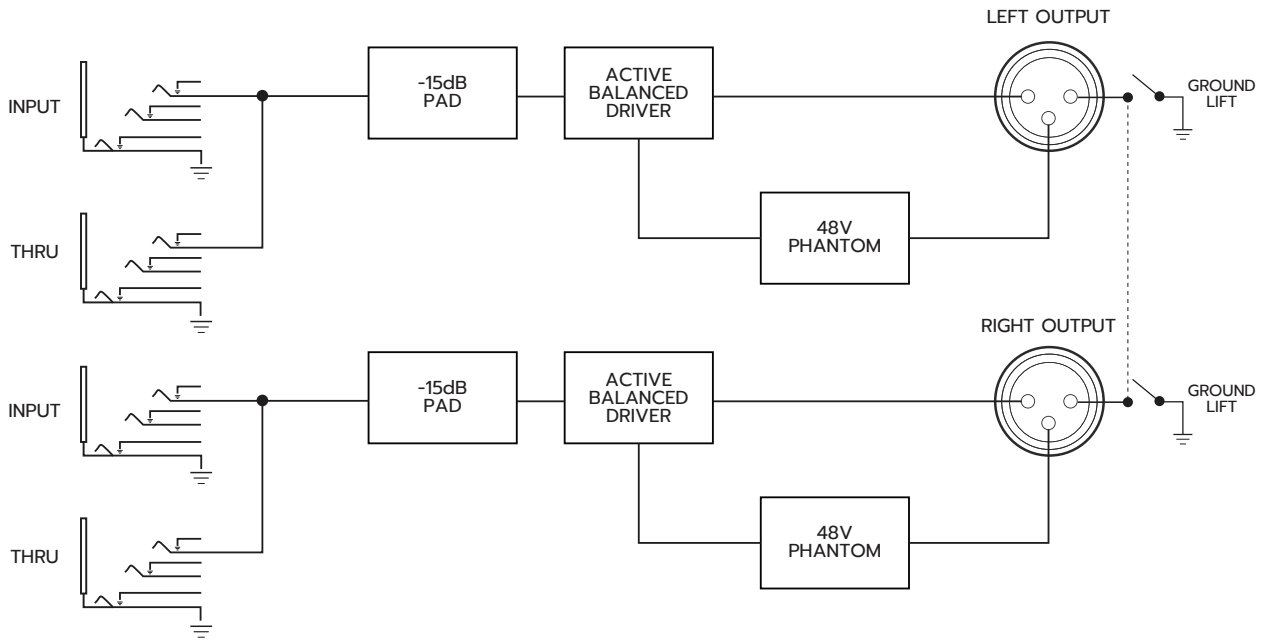 LEFT OUTPUT
INPUT
-15dB
PAD
ACTIVE
BALANCED
DRIVER
GROUND
LIFT
THRU
48V
PHANTOM
RIGHT OUTPUT
INPUT
-15dB
PAD
ACTIVE
BALANCED
DRIVER
GROUND
LIFT
THRU
48V
PHANTOM